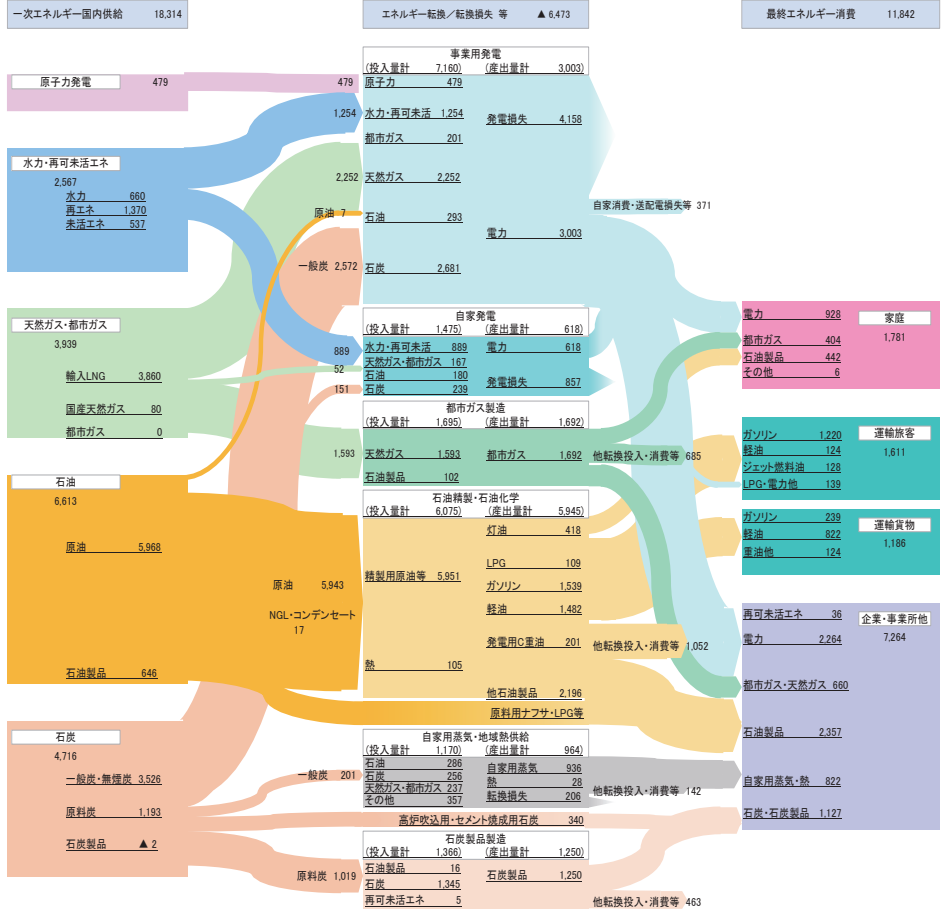 一次エネルギー国内供給 18,314
原子力発電 479
水力・再可未活エネ
2,567
水力 660
再エネ 1,370
未活エネ 537
天然ガス・都市ガス
3,939
輸入LNG 3,860
国産天然ガス 80
都市ガス 0
石油
6,613
原油 5,968
石油製品 646
石炭
4,716
一般炭・無煙炭 3,526
原料炭 1,193
石炭製品 ▲ 2
479
1,254
2,252
原油 7
一般炭 2,572
889
52
151
1,593
原油 5,943
NGL・コンデンセート
17
一般炭 201
原料炭 1,019
エネルギー転換／転換損失 等 ▲ 6,473
事業用発電
(投入量計 7,160) (産出量計 3,003)
原子力 479
水力・再可未活 1,254
発電損失 4,158
都市ガス 201
天然ガス 2,252
石油 293
電力 3,003
石炭 2,681
自家消費・送配電損失等 371
自家発電
(投入量計 1,475) (産出量計 618)
水力・再可未活 889 電力 618
天然ガス・都市ガス 167
石油 180
発電損失 857
石炭 239
都市ガス製造
(投入量計 1,695) (産出量計 1,692)
天然ガス 1,593 都市ガス 1,692
他転換投入・消費等 685
石油製品 102
石油精製・石油化学
(投入量計 6,075) (産出量計 5,945)
灯油 418
LPG 109
精製用原油等 5,951
ガソリン 1,539
軽油 1,482
発電用C重油 201
他転換投入・消費等 1,052
熱 105
他石油製品 2,196
原料用ナフサ・LPG等
自家用蒸気・地域熱供給
(投入量計 1,170) (産出量計 964)
石油 286
石炭 256
自家用蒸気 936
天然ガス・都市ガス 237
熱 28
その他 357
転換損失 206
他転換投入・消費等 142
高炉吹込用・セメント焼成用石炭 340
石炭製品製造
(投入量計 1,366) (産出量計 1,250)
石油製品 16
石炭 1,345
石炭製品 1,250
再可未活エネ 5
他転換投入・消費等 463
最終エネルギー消費 11,842
家庭
1,781
電力 928
都市ガス 404
石油製品 442
その他 6
運輸旅客
1,611
ガソリン 1,220
軽油 124
ジェット燃料油 128
LPG・電力他 139
運輸貨物
1,186
ガソリン 239
軽油 822
重油他 124
企業・事業所他
7,264
再可未活エネ 36
電力 2,264
都市ガス・天然ガス 660
石油製品 2,357
自家用蒸気・熱 822
石炭・石炭製品 1,127